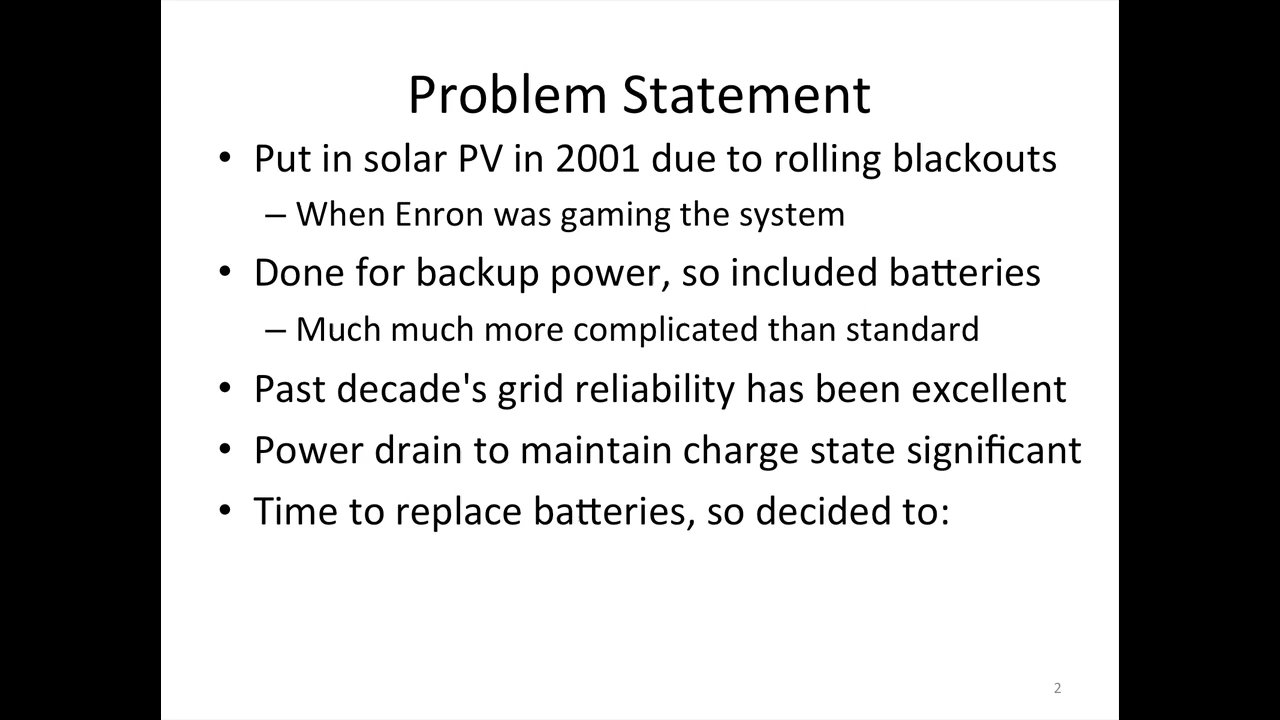 Problem Statement
• Put in solar PV in 2001 due to rolling blackouts
– When Enron was gaming the system
• Done for backup power, so included batteries
– Much much more complicated than standard
• Past decade's grid reliability has been excellent
• Power drain to maintain charge state significant
• Time to replace batteries, so decided to:
2